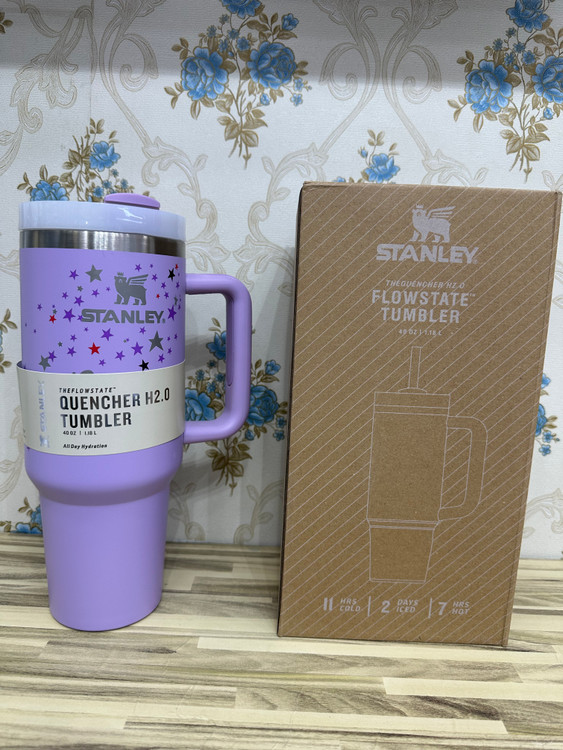 STANLEY
STANLEY
THE FLOWSTATE™
QUENCHER H2.0
TUMBLER
40 OZ | 1.18 L
All Day Hydration
STANLEY
THE QUENCHER H2.0
FLOWSTATE™
TUMBLER
40 OZ | 1.18 L
11 HRS COLD | 2 DAYS ICED | 7 HRS HOT